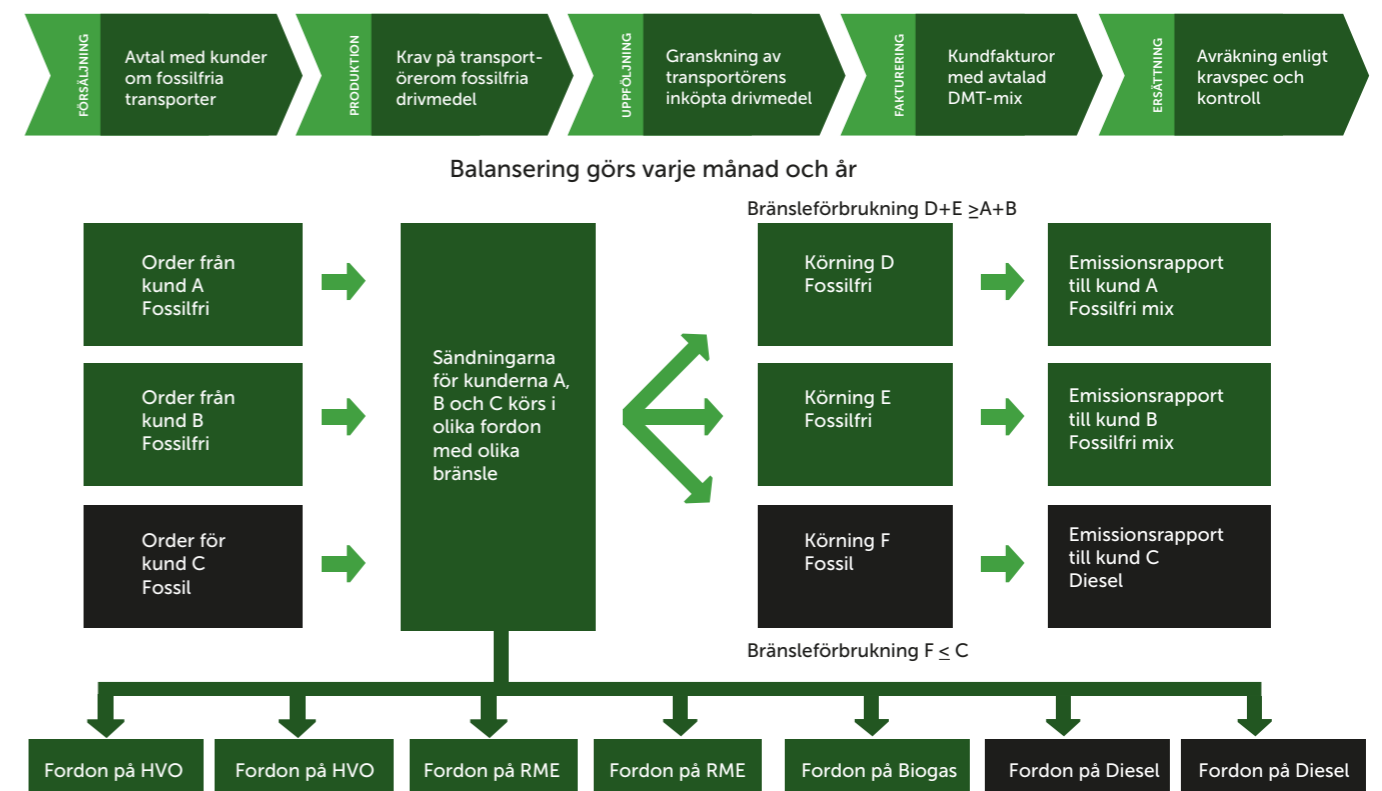 FÖRSÄLJNING
Avtal med kunder
om fossilfria
transporter
PRODUKTION
Krav på transport-
örerom fossilfria
drivmedel
UPPFÖLJNING
Granskning av
transportörens
inköpta drivmedel
FAKTURERING
Kundfakturor
med avtalad
DMT-mix
ERSÄTTNING
Avräkning enligt
kravspec och
kontroll
Balansering görs varje månad och år
Bränsleförbrukning D+E ≥A+B
Order från
kund A
Fossilfri
Order från
kund B
Fossilfri
Order för
kund C
Fossil
Sändningarna
för kunderna A,
B och C körs i
olika fordon
med olika
bränsle
Körning D
Fossilfri
Emissionsrapport
till kund A
Fossilfri mix
Körning E
Fossilfri
Emissionsrapport
till kund B
Fossilfri mix
Körning F
Fossil
Emissionsrapport
till kund C
Diesel
Bränsleförbrukning F ≤ C
Fordon på HVO
Fordon på HVO
Fordon på RME
Fordon på RME
Fordon på Biogas
Fordon på Diesel
Fordon på Diesel